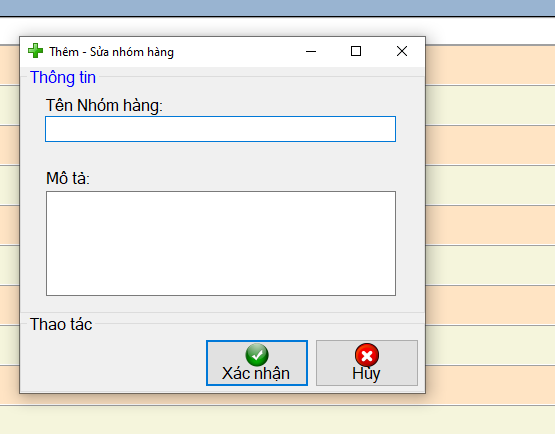 Thêm - Sửa nhóm hàng
Thông tin
Tên Nhóm hàng:
Mô tả:
Thao tác
Xác nhận
Hủy